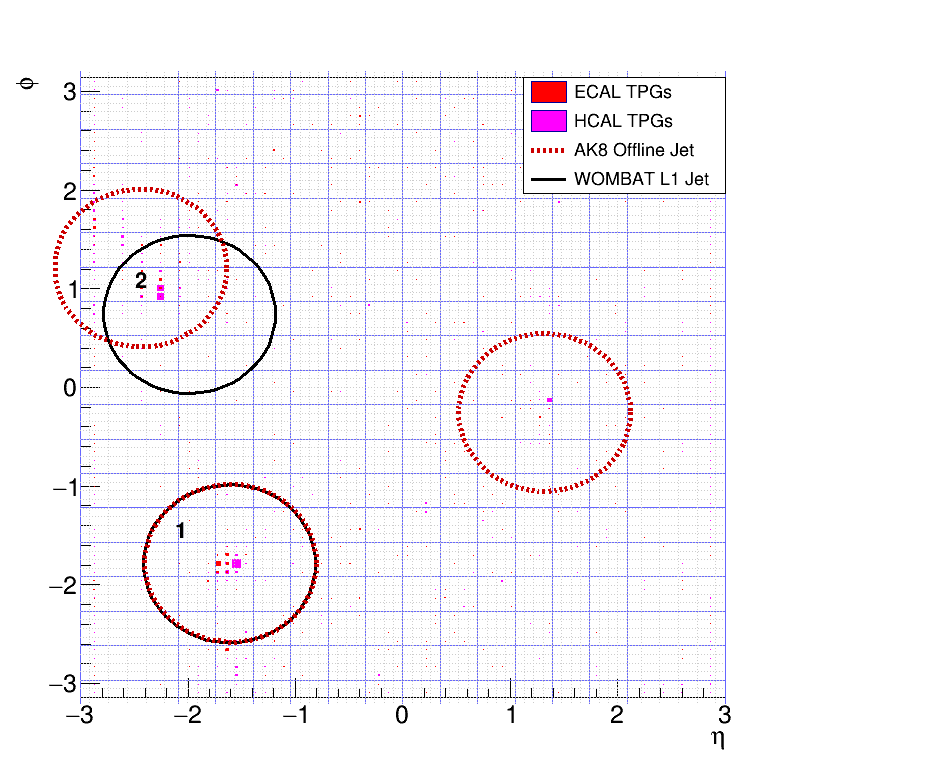 φ
3
2
1
0
−1
−2
−3
ECAL TPGs
HCAL TPGs
AK8 Offline Jet
WOMBAT L1 Jet
2
1
−3 −2 −1 0 1 2 3
η